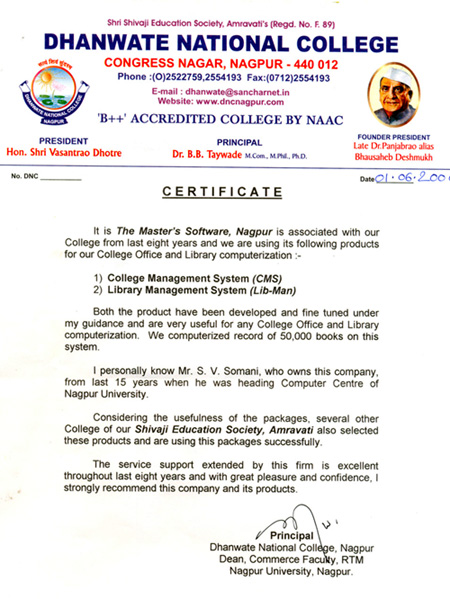 Shri Shivaji Education Society, Amravati's (Regd. No. F. 89)
DHANWATE NATIONAL COLLEGE
CONGRESS NAGAR, NAGPUR - 440 012
Phone :(O)2522759,2554193 Fax:(0712)2554193
E-mail : dhanwate@sancharnet.in
Website: www.dncnagpur.com
'B++' ACCREDITED COLLEGE BY NAAC
DHANWATE NATIONAL COLLEGE
NAGPUR
PRESIDENT
Hon. Shri Vasantrao Dhotre
PRINCIPAL
Dr. B.B. Taywade M.Com., M.Phil., Ph.D.
FOUNDER PRESIDENT
Late Dr.Panjabrao alias
Bhausaheb Deshmukh
No. DNC
Date 01.06.200
CERTIFICATE
It is The Master's Software, Nagpur is associated with our
College from last eight years and we are using its following products
for our College Office and Library computerization :-
1) College Management System (CMS)
2) Library Management System (Lib-Man)
Both the product have been developed and fine tuned under
my guidance and are very useful for any College Office and Library
computerization. We computerized record of 50,000 books on this
system.
I personally know Mr. S. V. Somani, who owns this company,
from last 15 years when he was heading Computer Centre of
Nagpur University.
Considering the usefulness of the packages, several other
College of our Shivaji Education Society, Amravati also selected
these products and are using this packages successfully.
The service support extended by this firm is excellent
throughout last eight years and with great pleasure and confidence, I
strongly recommend this company and its products.
Principal
Dhanwate National College, Nagpur
Dean, Commerce Faculty, RTM
Nagpur University, Nagpur.